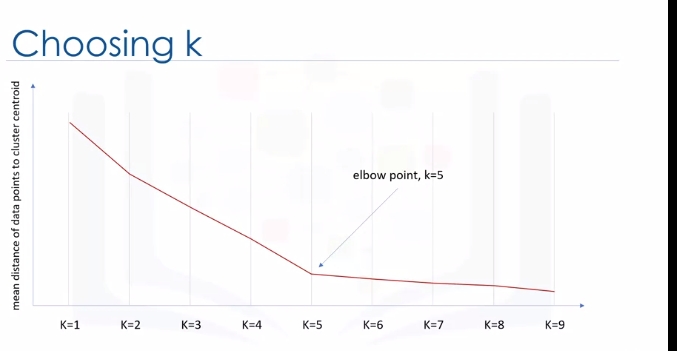 Choosing k
mean distance of data points to cluster centroid
elbow point, k=5
K=1 K=2 K=3 K=4 K=5 K=6 K=7 K=8 K=9